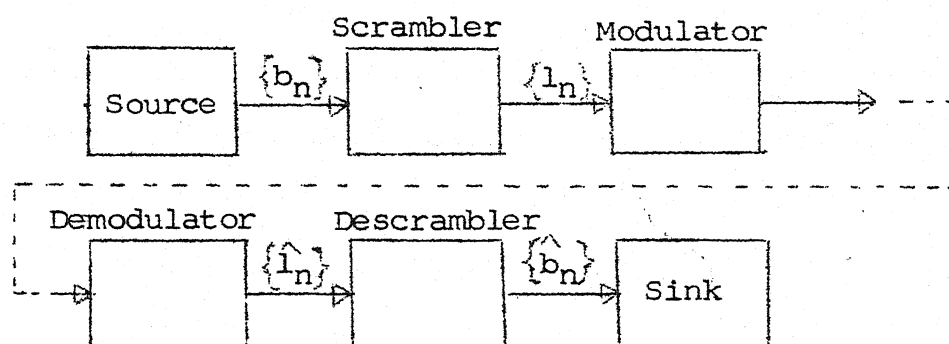 Scrambler Modulator
Source {b_n} {l_n}
Demodulator Descrambler
{l̂_n} {b̂_n} Sink